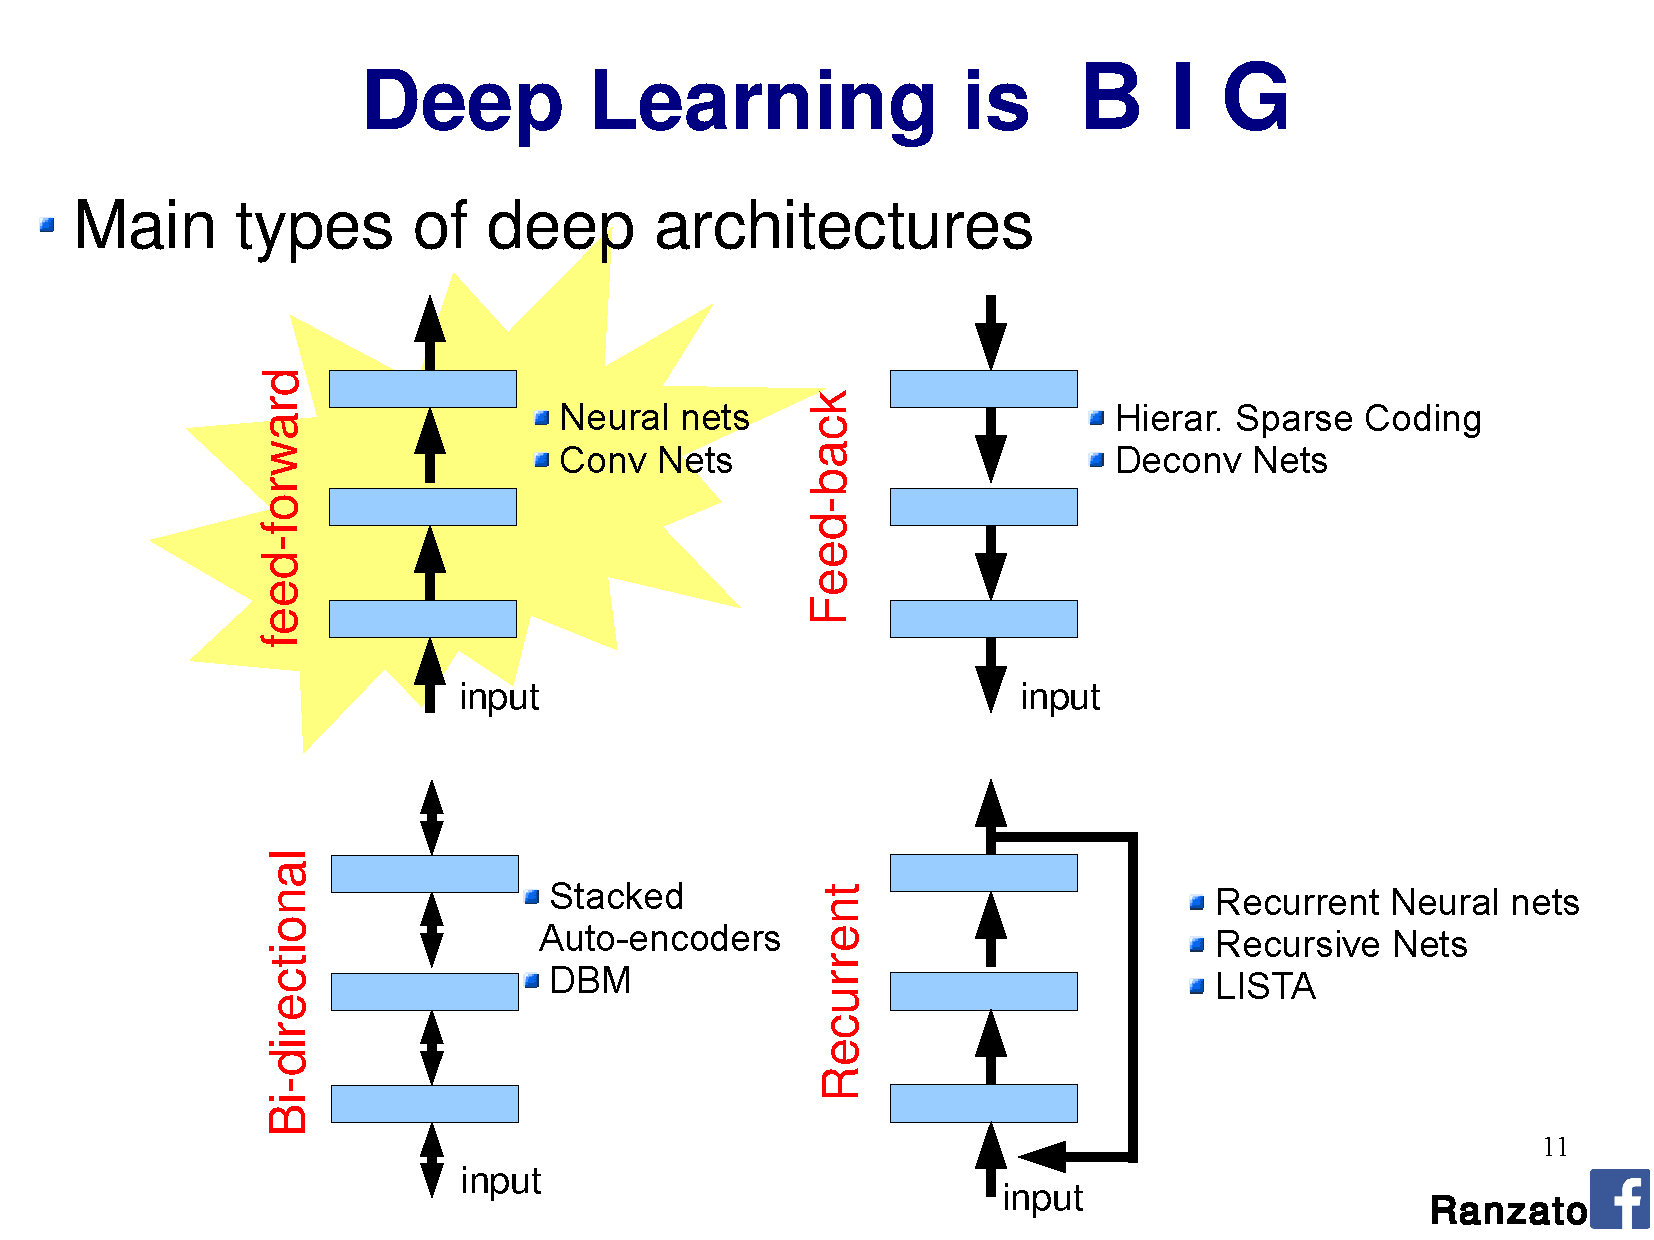 Deep Learning is B I G
Main types of deep architectures
feed-forward
Neural nets
Conv Nets
input
Feed-back
Hierar. Sparse Coding
Deconv Nets
input
Bi-directional
Stacked
Auto-encoders
DBM
input
Recurrent
Recurrent Neural nets
Recursive Nets
LISTA
input
11
Ranzato
f